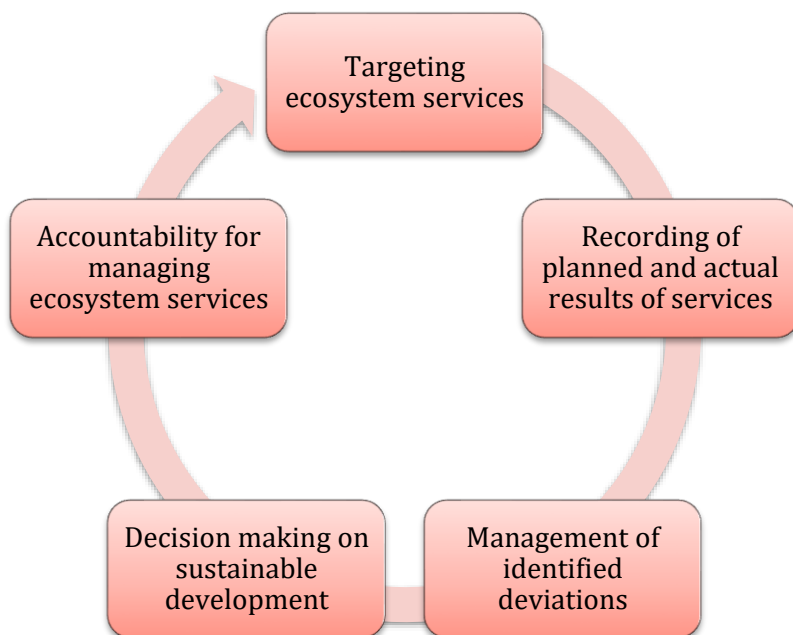 Targeting
ecosystem services
Recording of
planned and actual
results of services
Management of
identified
deviations
Decision making on
sustainable
development
Accountability for
managing
ecosystem services